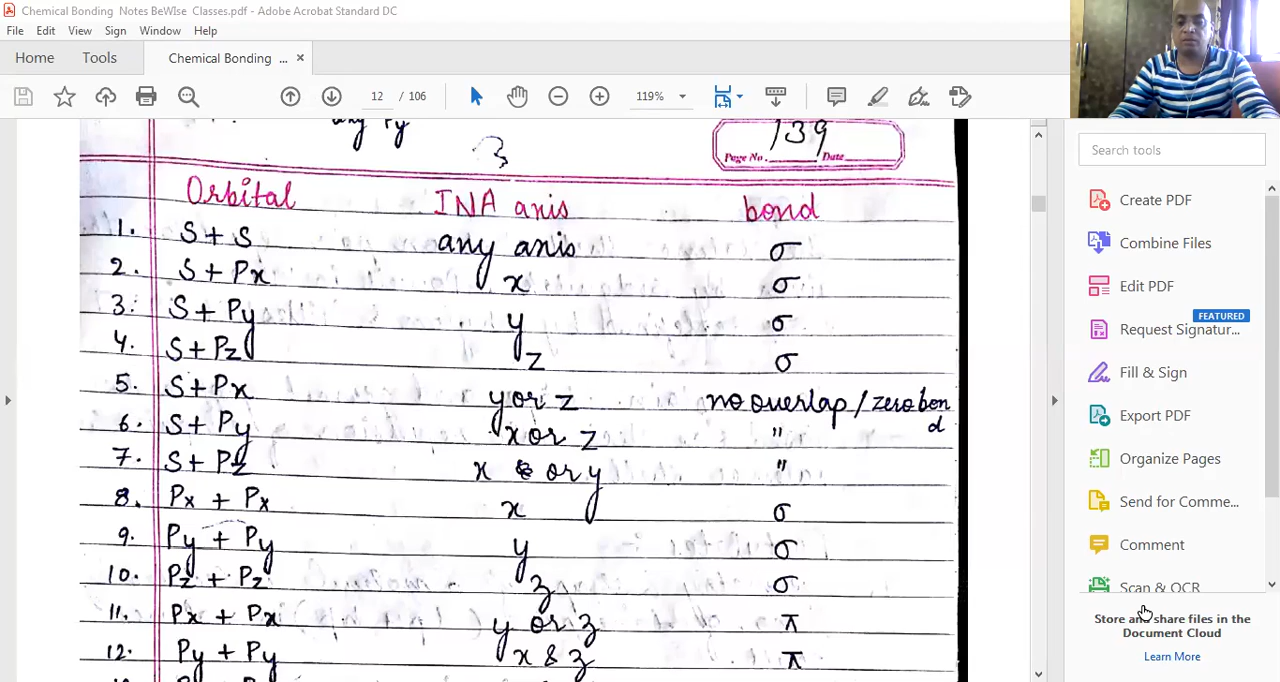 Chemical Bonding Notes BeWIse Classes.pdf - Adobe Acrobat Standard DC
File Edit View Sign Window Help
Home Tools Chemical Bonding ... ×
12 / 106 119%
any Py
139
Page No. Date
Orbital INA axis bond
1. S + S any axis σ
2. S + Px x σ
3. S + Py y σ
4. S + Pz z σ
5. S + Px y or z no overlap / zero bond
6. S + Py x or z "
7. S + Pz x or y "
8. Px + Px x σ
9. Py + Py y σ
10. Pz + Pz z σ
11. Px + Px y or z π
12. Py + Py x & z π
Search tools
Create PDF
Combine Files
Edit PDF
FEATURED
Request Signatur...
Fill & Sign
Export PDF
Organize Pages
Send for Comme...
Comment
Scan & OCR
Store and share files in the
Document Cloud
Learn More